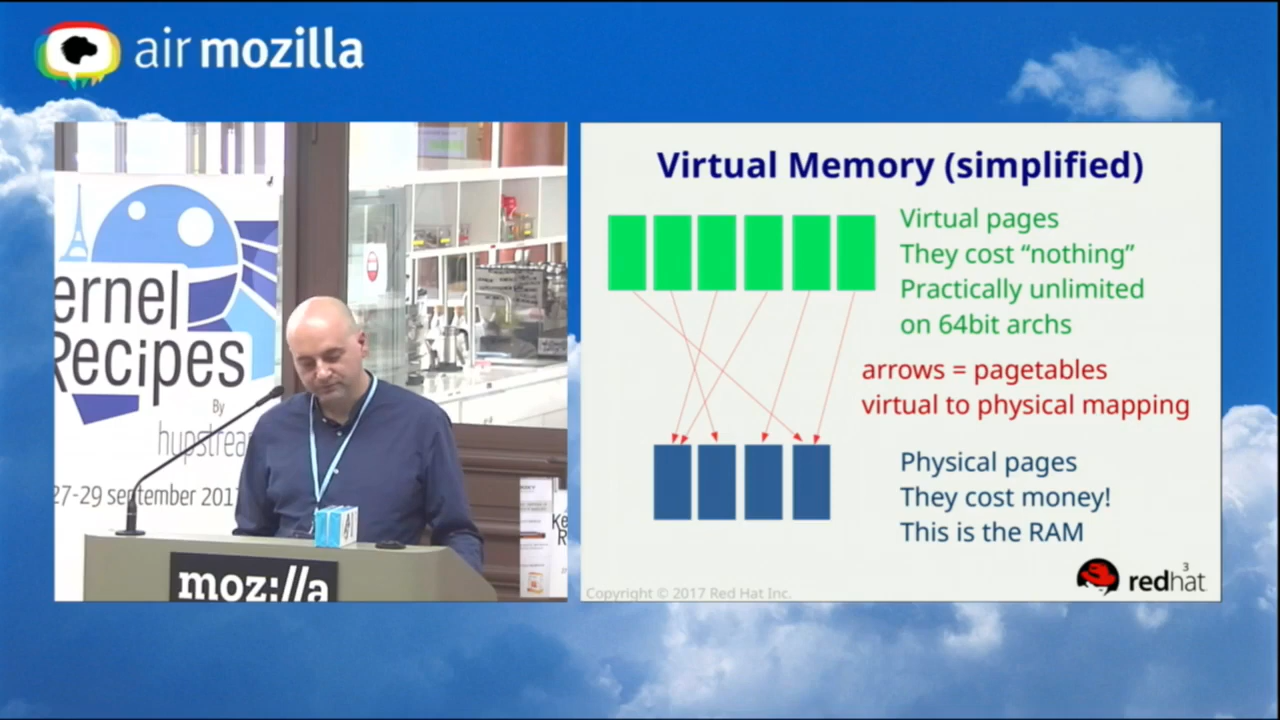 air mozilla
ernel
Recipes
By
hupstrea
27-29 september 2017
moz://a
Virtual Memory (simplified)
Virtual pages
They cost “nothing”
Practically unlimited
on 64bit archs
arrows = pagetables
virtual to physical mapping
Physical pages
They cost money!
This is the RAM
3
redhat
Copyright © 2017 Red Hat Inc.